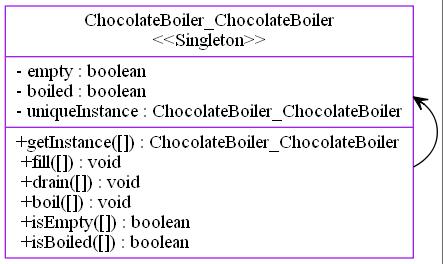 ChocolateBoiler_ChocolateBoiler
<<Singleton>>
- empty : boolean
- boiled : boolean
- uniqueInstance : ChocolateBoiler_ChocolateBoiler
+getInstance([]) : ChocolateBoiler_ChocolateBoiler
+fill([]) : void
+drain([]) : void
+boil([]) : void
+isEmpty([]) : boolean
+isBoiled([]) : boolean